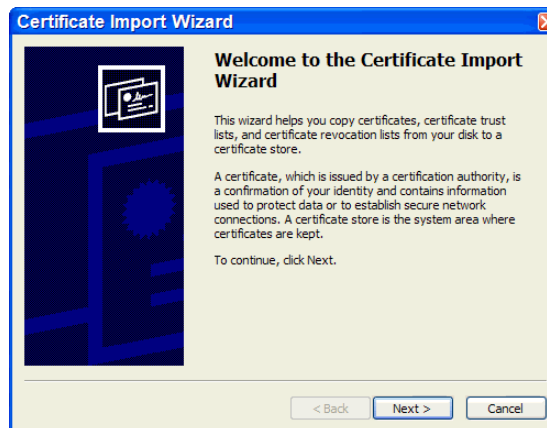 Certificate Import Wizard
Welcome to the Certificate Import
Wizard
This wizard helps you copy certificates, certificate trust
lists, and certificate revocation lists from your disk to a
certificate store.
A certificate, which is issued by a certification authority, is
a confirmation of your identity and contains information
used to protect data or to establish secure network
connections. A certificate store is the system area where
certificates are kept.
To continue, click Next.
< Back Next > Cancel